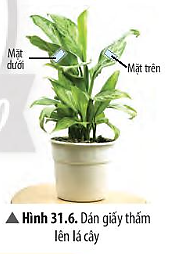 Mặt
dưới
Mặt trên
▲ Hình 31.6. Dán giấy thấm
lên lá cây